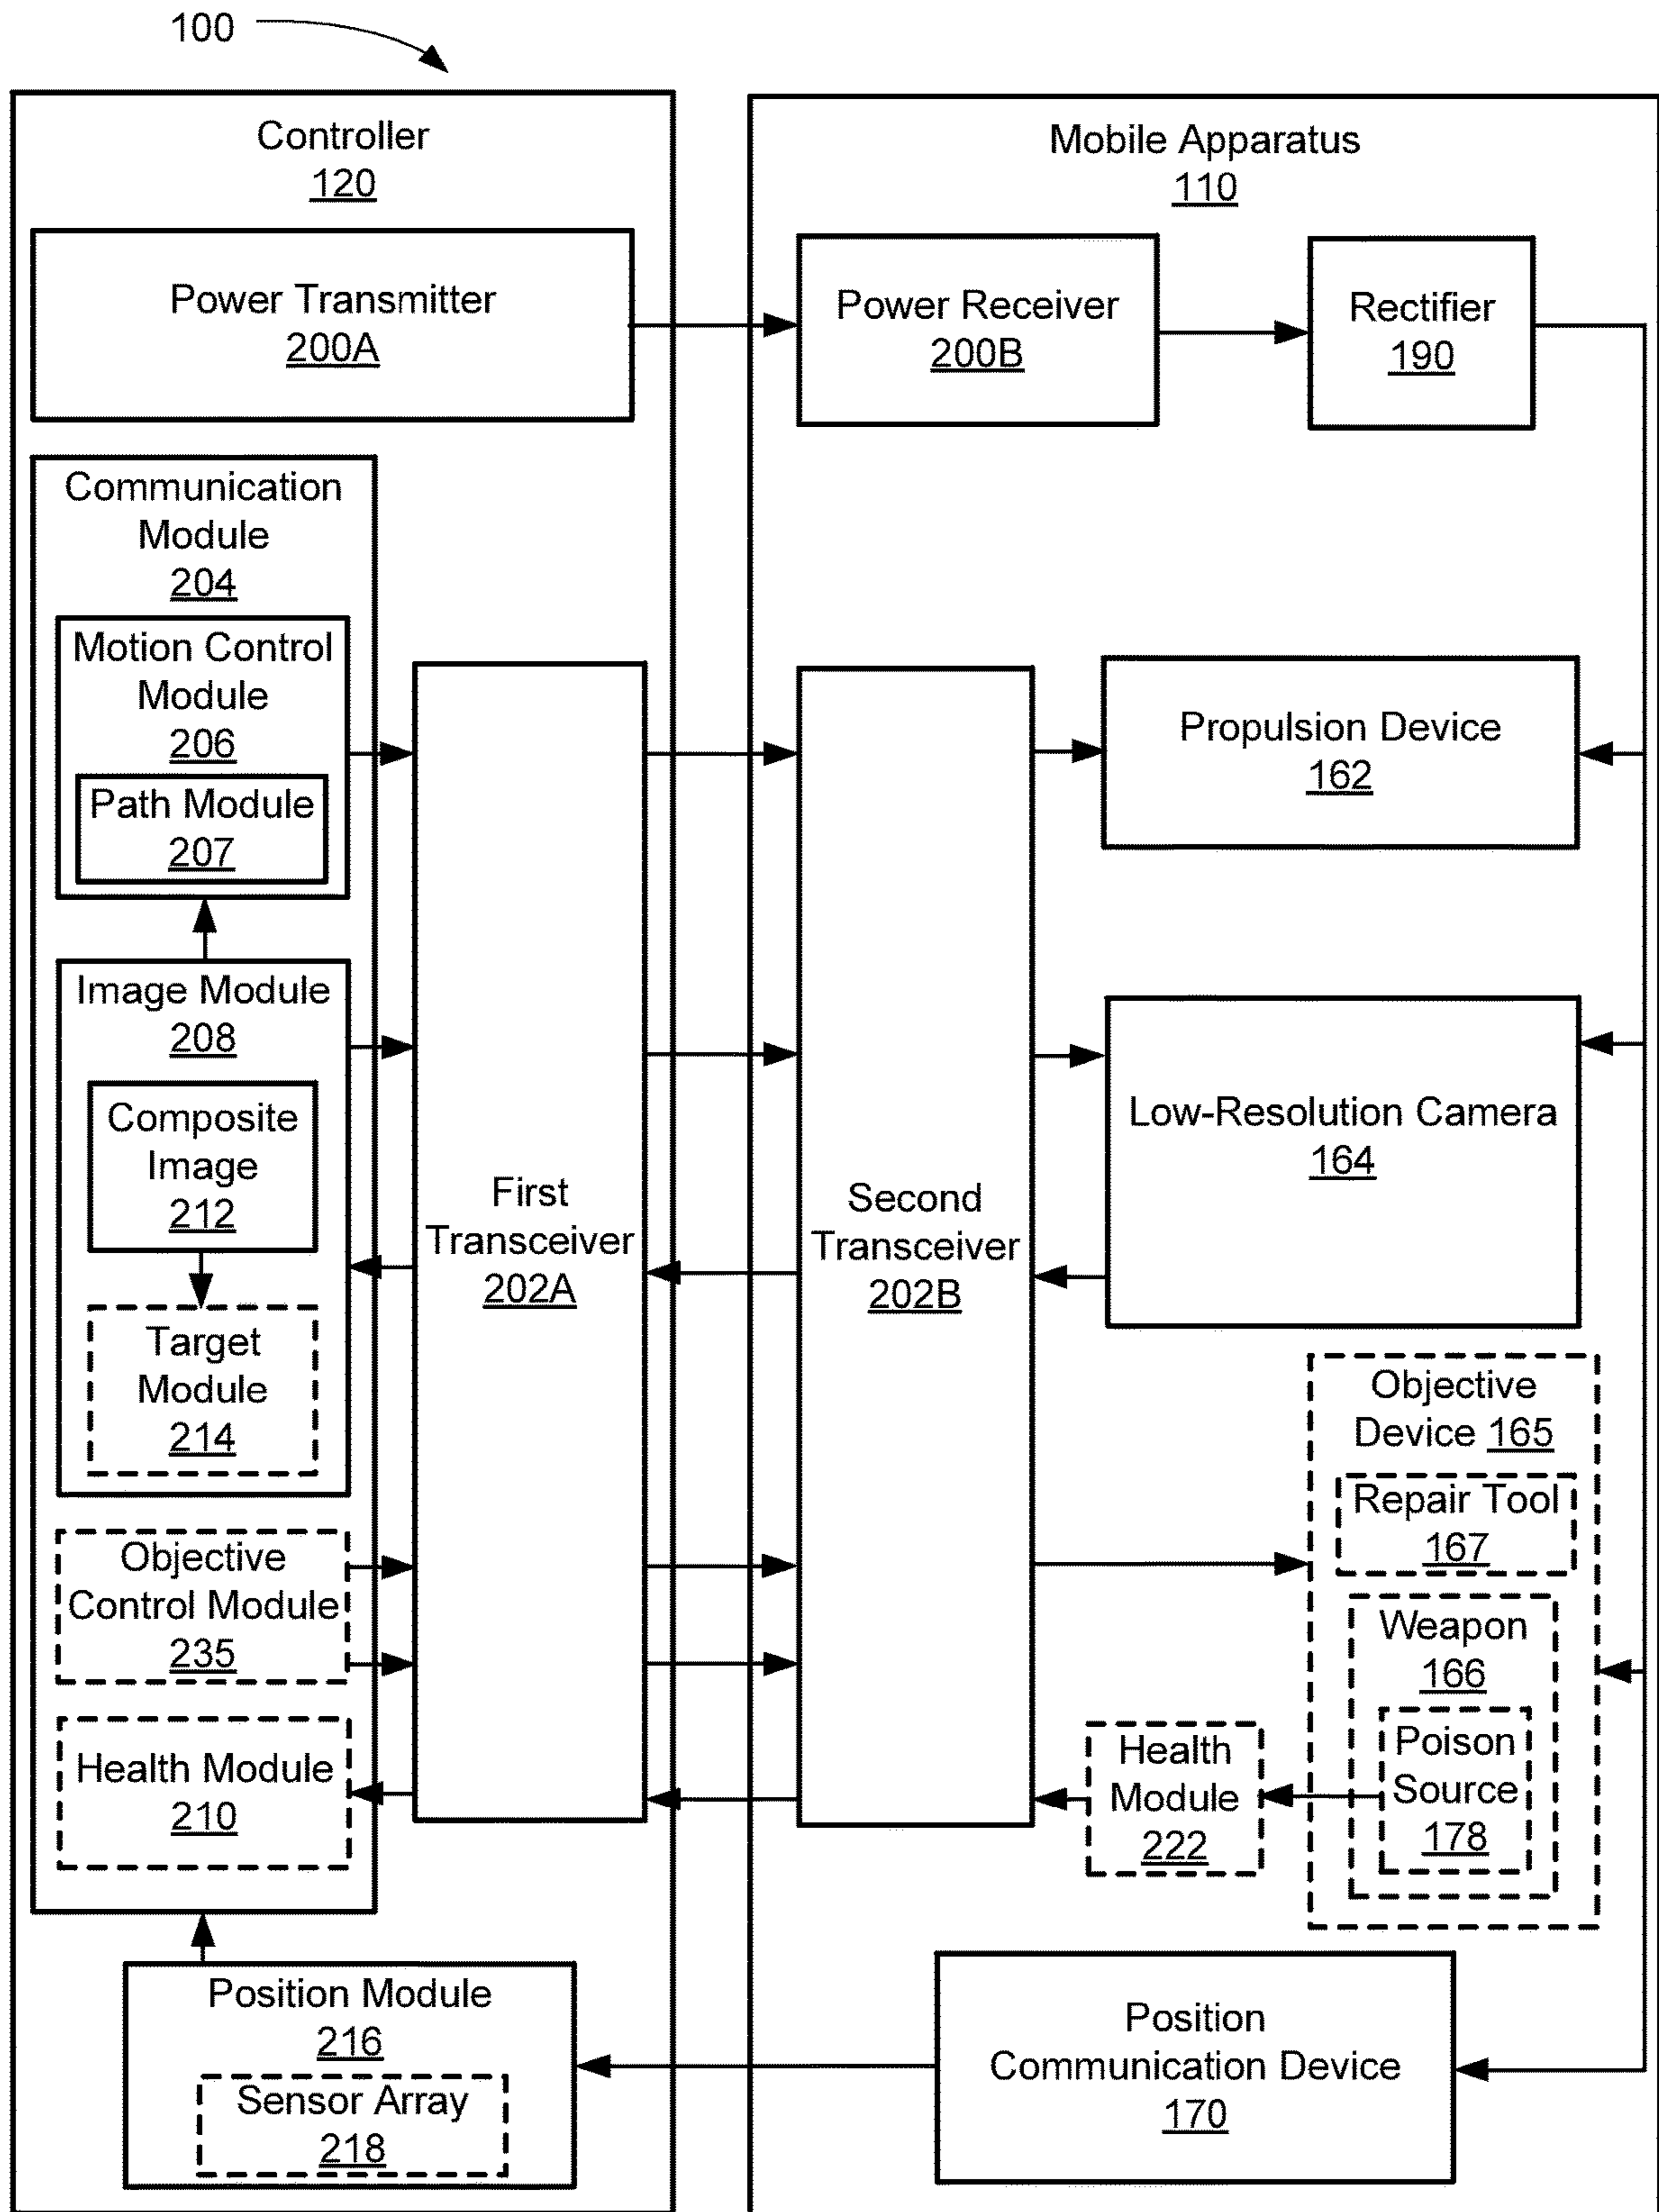 100
Controller
120
Power Transmitter
200A
Communication
Module
204
Motion Control
Module
206
Path Module
207
Image Module
208
Composite
Image
212
Target
Module
214
Objective
Control Module
235
Health Module
210
First
Transceiver
202A
Position Module
216
Sensor Array
218
Mobile Apparatus
110
Power Receiver
200B
Rectifier
190
Second
Transceiver
202B
Propulsion Device
162
Low-Resolution Camera
164
Objective
Device 165
Repair Tool
167
Weapon
166
Poison
Source
178
Health
Module
222
Position
Communication Device
170